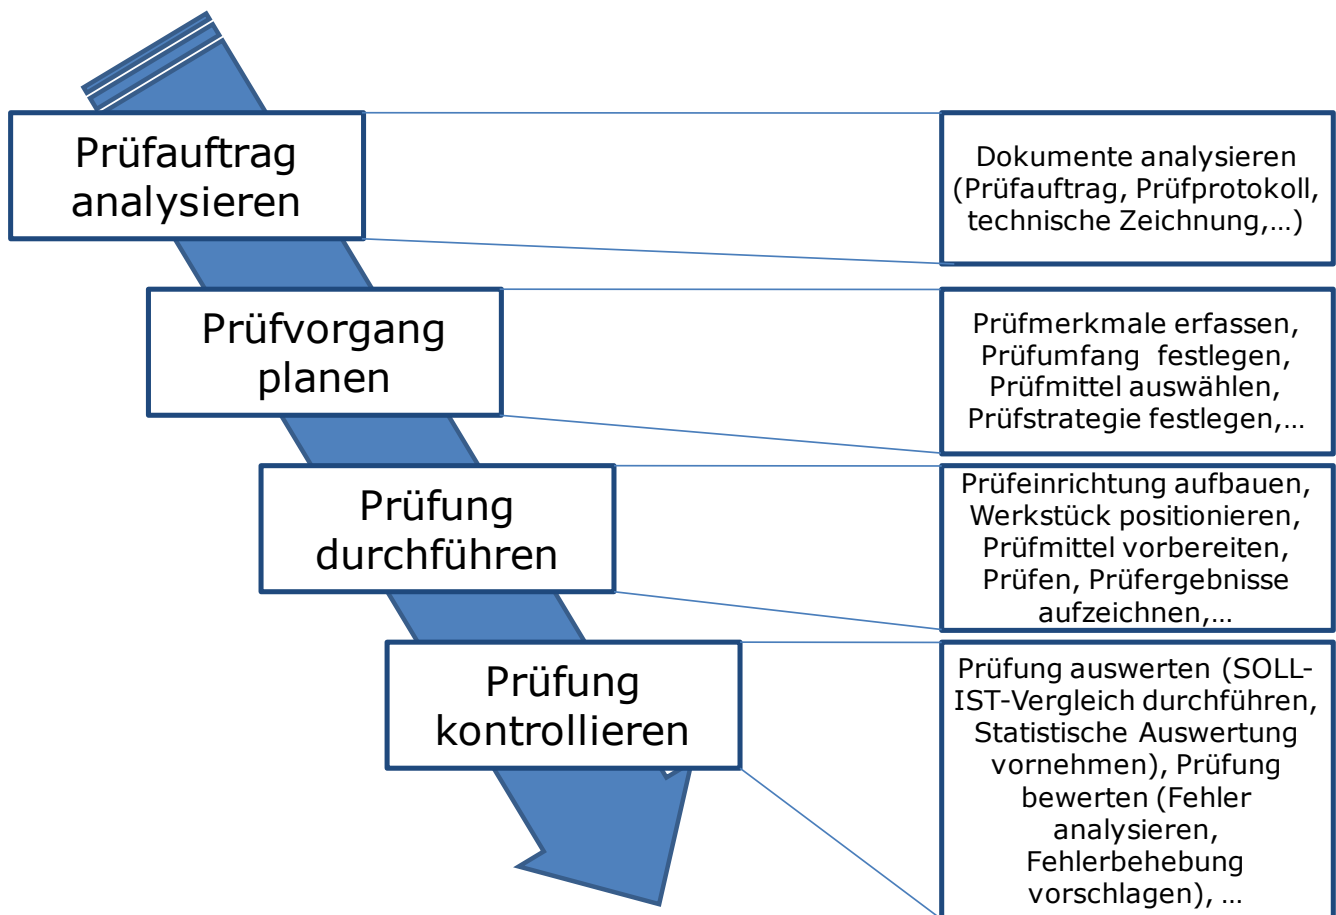 Prüfauftrag
analysieren
Dokumente analysieren
(Prüfauftrag, Prüfprotokoll,
technische Zeichnung,…)
Prüfvorgang
planen
Prüfmerkmale erfassen,
Prüfumfang festlegen,
Prüfmittel auswählen,
Prüfstrategie festlegen,…
Prüfung
durchführen
Prüfeinrichtung aufbauen,
Werkstück positionieren,
Prüfmittel vorbereiten,
Prüfen, Prüfergebnisse
aufzeichnen,…
Prüfung
kontrollieren
Prüfung auswerten (SOLL-
IST-Vergleich durchführen,
Statistische Auswertung
vornehmen), Prüfung
bewerten (Fehler
analysieren,
Fehlerbehebung
vorschlagen), …